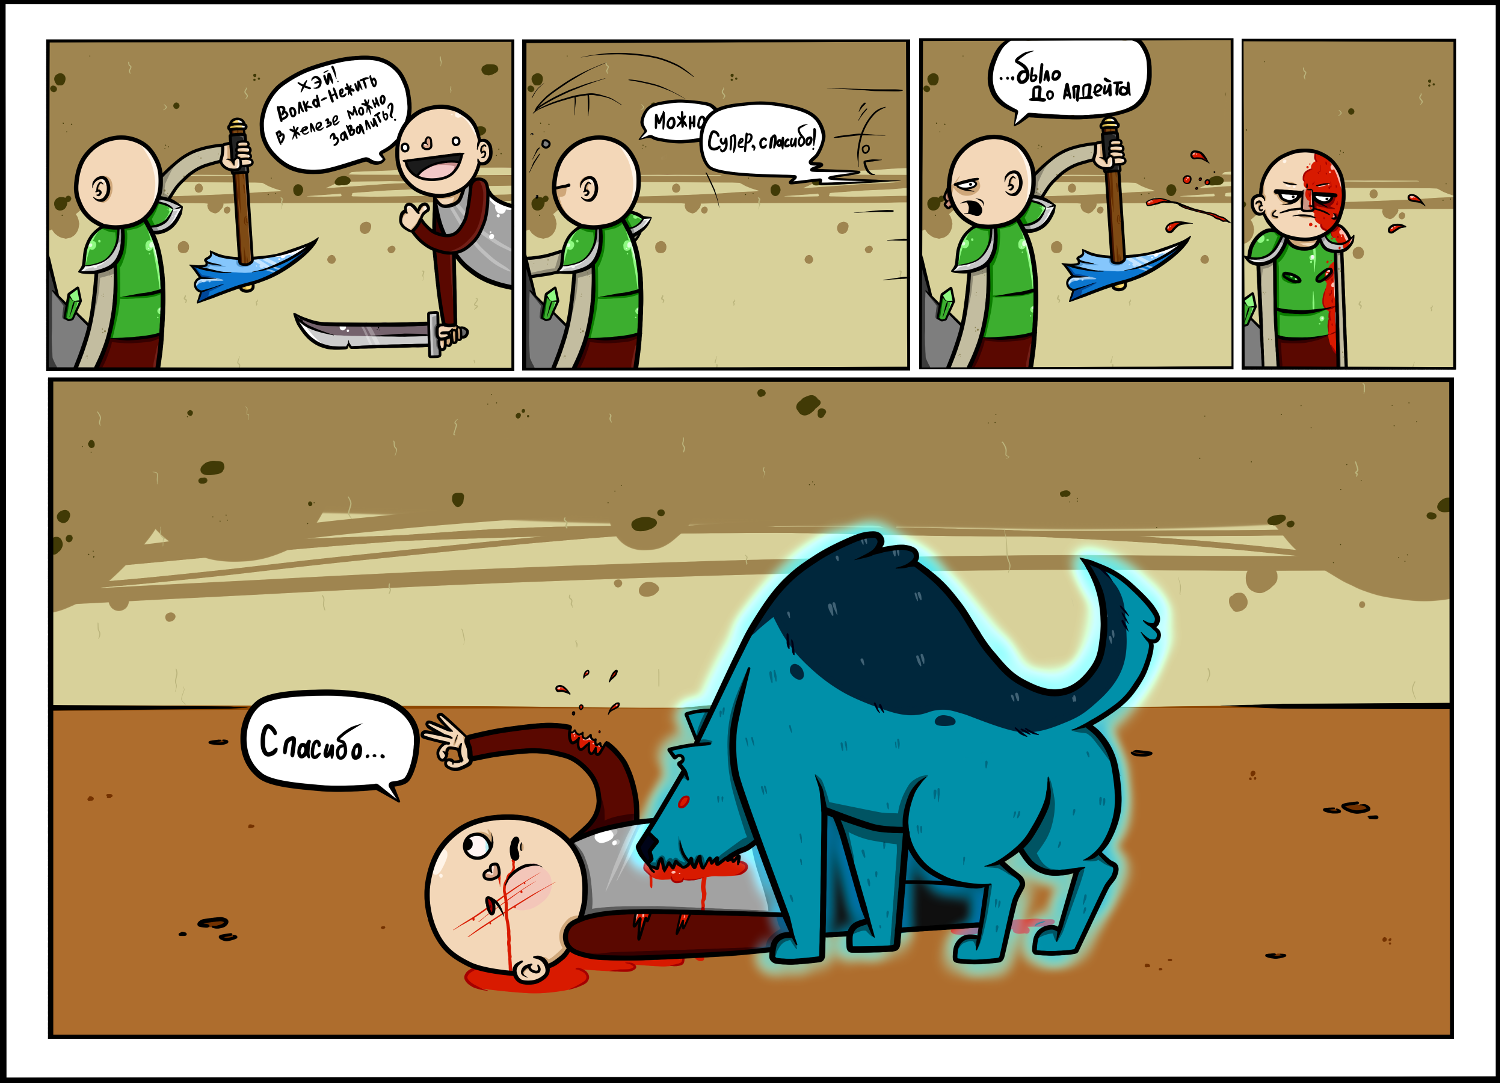 Хэй!
Волка-Нежить
в железе можно
завалить?
Можно
Супер, спасибо!
...было
до Апдейта
Спасибо...